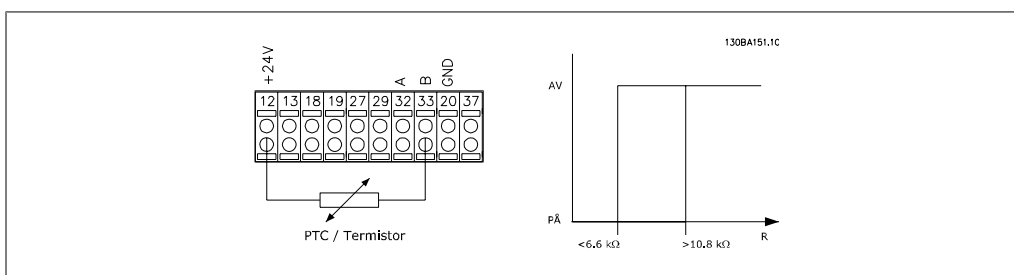 130BA151.10
+24V
A
B
GND
12 13 18 19 27 29 32 33 20 37
PTC / Termistor
AV
PÅ
R
<6.6 kΩ
>10.8 kΩ